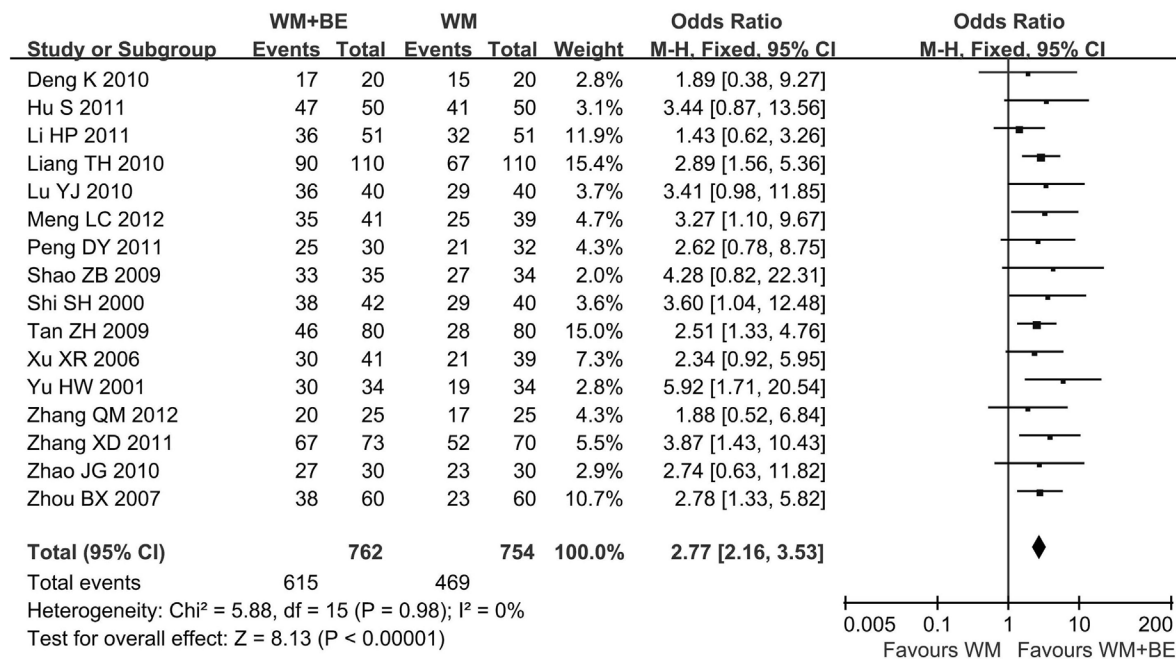 WM+BE WM Odds Ratio Odds Ratio
Study or Subgroup Events Total Events Total Weight M-H, Fixed, 95% CI M-H, Fixed, 95% CI
Deng K 2010 17 20 15 20 2.8% 1.89 [0.38, 9.27]
Hu S 2011 47 50 41 50 3.1% 3.44 [0.87, 13.56]
Li HP 2011 36 51 32 51 11.9% 1.43 [0.62, 3.26]
Liang TH 2010 90 110 67 110 15.4% 2.89 [1.56, 5.36]
Lu YJ 2010 36 40 29 40 3.7% 3.41 [0.98, 11.85]
Meng LC 2012 35 41 25 39 4.7% 3.27 [1.10, 9.67]
Peng DY 2011 25 30 21 32 4.3% 2.62 [0.78, 8.75]
Shao ZB 2009 33 35 27 34 2.0% 4.28 [0.82, 22.31]
Shi SH 2000 38 42 29 40 3.6% 3.60 [1.04, 12.48]
Tan ZH 2009 46 80 28 80 15.0% 2.51 [1.33, 4.76]
Xu XR 2006 30 41 21 39 7.3% 2.34 [0.92, 5.95]
Yu HW 2001 30 34 19 34 2.8% 5.92 [1.71, 20.54]
Zhang QM 2012 20 25 17 25 4.3% 1.88 [0.52, 6.84]
Zhang XD 2011 67 73 52 70 5.5% 3.87 [1.43, 10.43]
Zhao JG 2010 27 30 23 30 2.9% 2.74 [0.63, 11.82]
Zhou BX 2007 38 60 23 60 10.7% 2.78 [1.33, 5.82]
Total (95% CI) 762 754 100.0% 2.77 [2.16, 3.53]
Total events 615 469
Heterogeneity: Chi² = 5.88, df = 15 (P = 0.98); I² = 0%
Test for overall effect: Z = 8.13 (P < 0.00001)
0.005 0.1 1 10 200
Favours WM Favours WM+BE